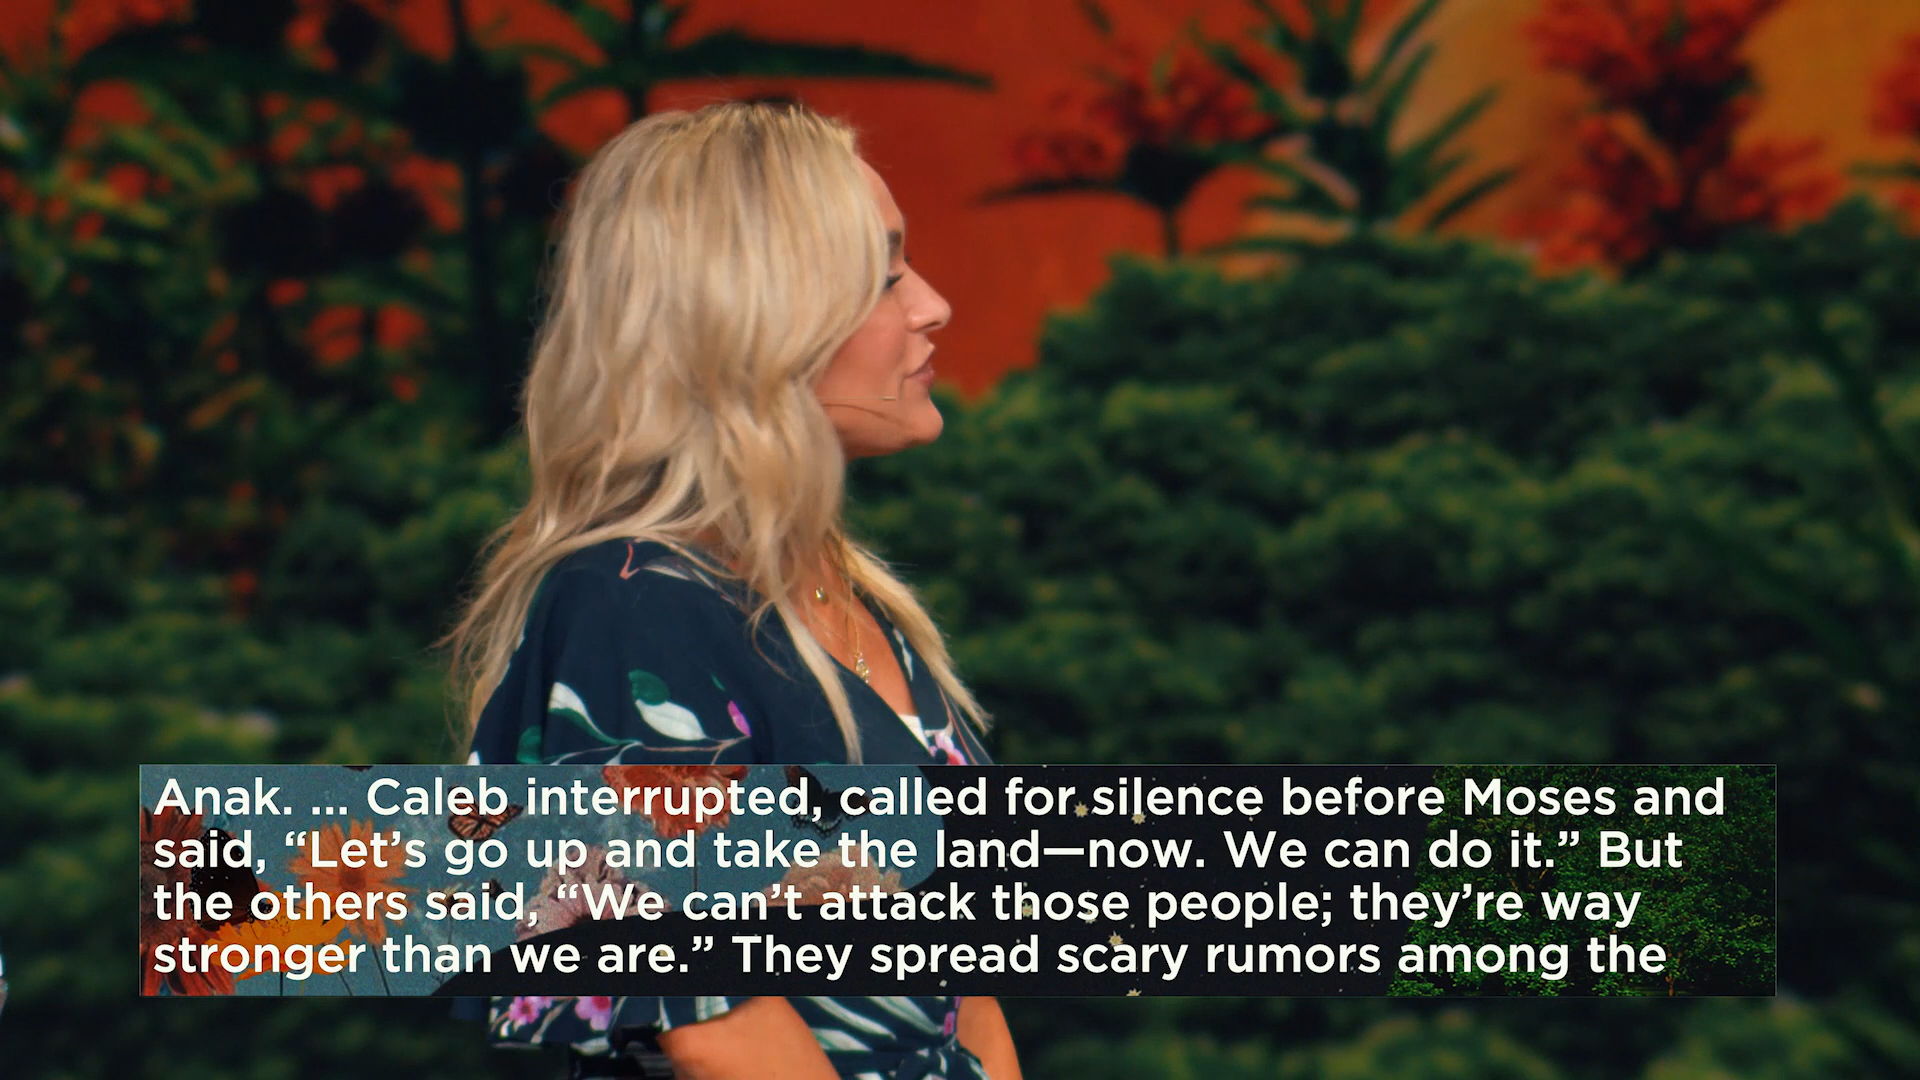 Anak. ... Caleb interrupted, called for silence before Moses and
said, “Let’s go up and take the land—now. We can do it.” But
the others said, “We can’t attack those people; they’re way
stronger than we are.” They spread scary rumors among the